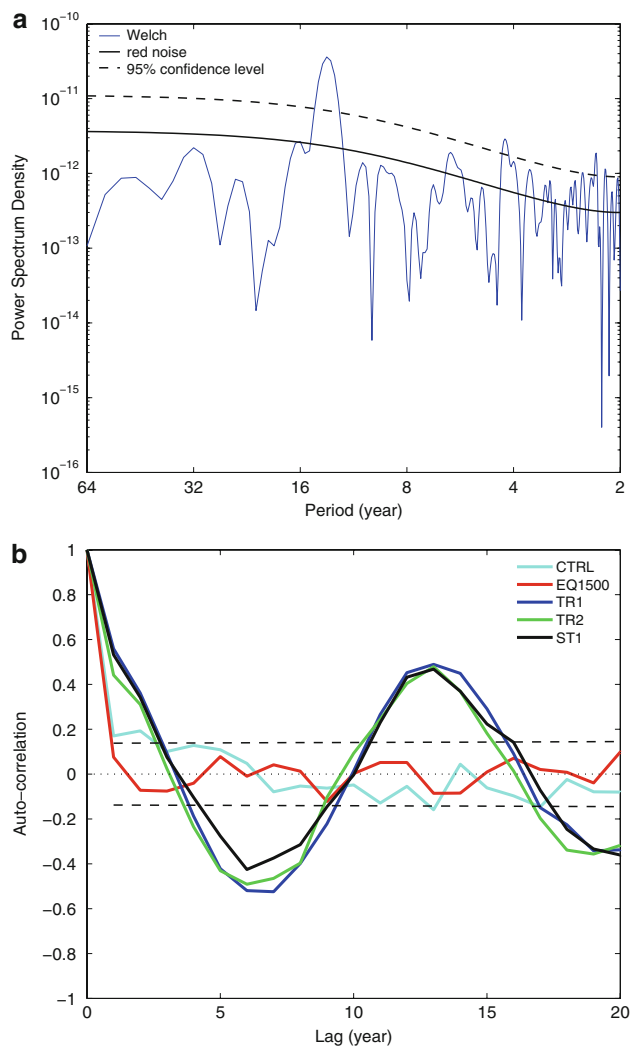 a
10^-10
10^-11
10^-12
10^-13
10^-14
10^-15
10^-16
Power Spectrum Density
Welch
red noise
95% confidence level
64
32
16
8
4
2
Period (year)
b
1
0.8
0.6
0.4
0.2
0
−0.2
−0.4
−0.6
−0.8
−1
Auto−correlation
CTRL
EQ1500
TR1
TR2
ST1
0
5
10
15
20
Lag (year)